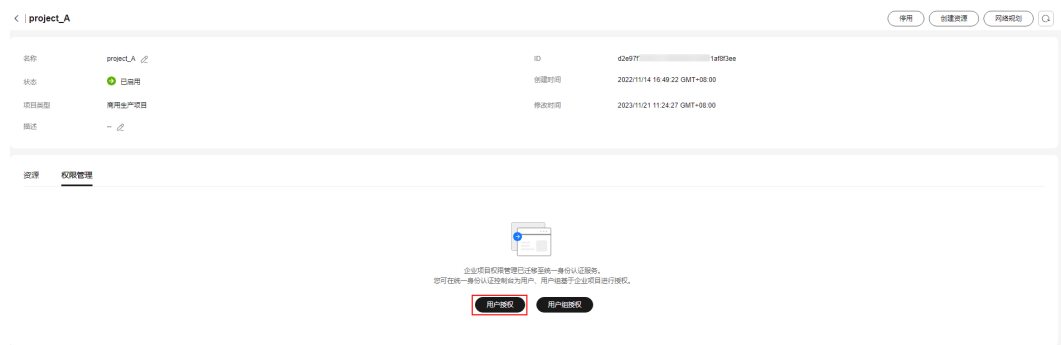 project_A
停用 创建资源 网络规划
名称 project_A ID d2e97f 1af8f3ee
状态 已启用 创建时间 2022/11/14 16:49:22 GMT+08:00
项目类型 商用生产项目 修改时间 2023/11/21 11:24:27 GMT+08:00
描述 --
资源 权限管理
企业项目权限管理已迁移至统一身份认证服务。
您可在统一身份认证控制台为用户、用户组基于企业项目进行授权。
用户授权 用户组授权